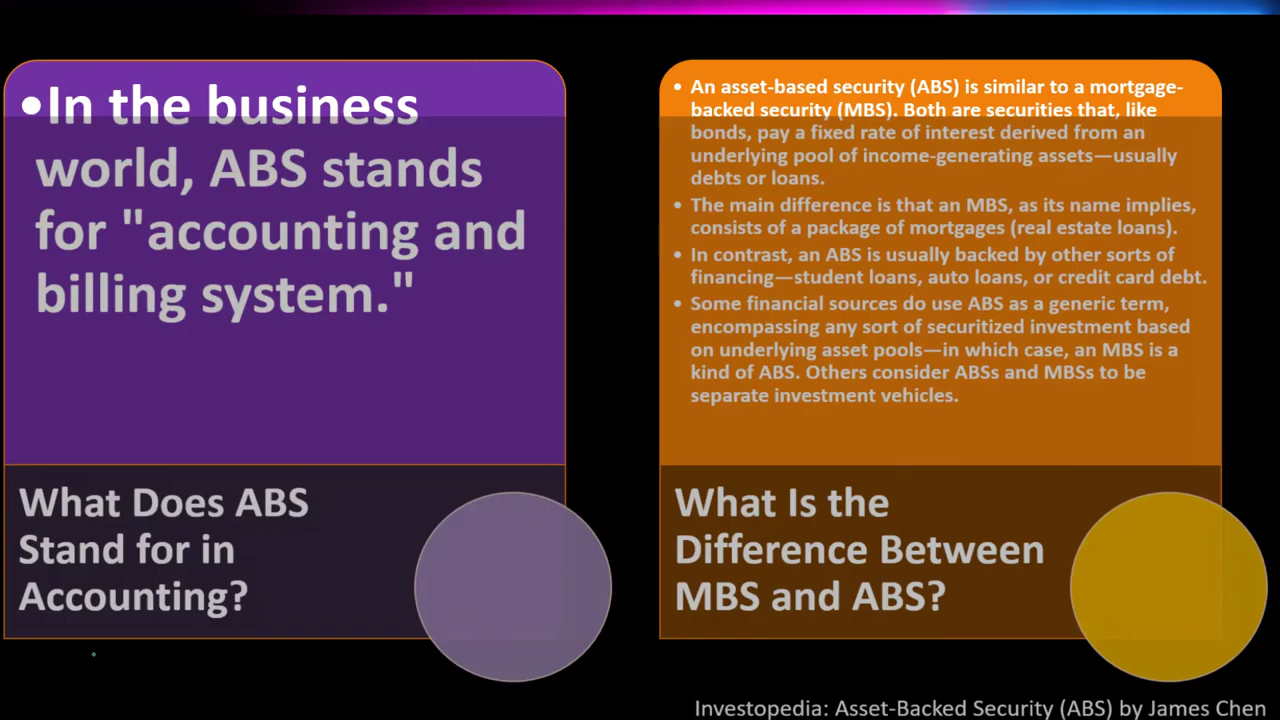 •In the business
world, ABS stands
for "accounting and
billing system."
What Does ABS
Stand for in
Accounting?
• An asset-based security (ABS) is similar to a mortgage-
backed security (MBS). Both are securities that, like
bonds, pay a fixed rate of interest derived from an
underlying pool of income-generating assets—usually
debts or loans.
• The main difference is that an MBS, as its name implies,
consists of a package of mortgages (real estate loans).
• In contrast, an ABS is usually backed by other sorts of
financing—student loans, auto loans, or credit card debt.
• Some financial sources do use ABS as a generic term,
encompassing any sort of securitized investment based
on underlying asset pools—in which case, an MBS is a
kind of ABS. Others consider ABSs and MBSs to be
separate investment vehicles.
What Is the
Difference Between
MBS and ABS?
Investopedia: Asset-Backed Security (ABS) by James Chen